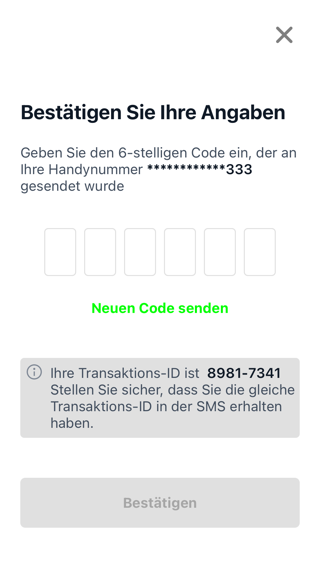 Bestätigen Sie Ihre Angaben
Geben Sie den 6-stelligen Code ein, der an
Ihre Handynummer ************333
gesendet wurde
Neuen Code senden
Ihre Transaktions-ID ist 8981-7341
Stellen Sie sicher, dass Sie die gleiche
Transaktions-ID in der SMS erhalten
haben.
Bestätigen